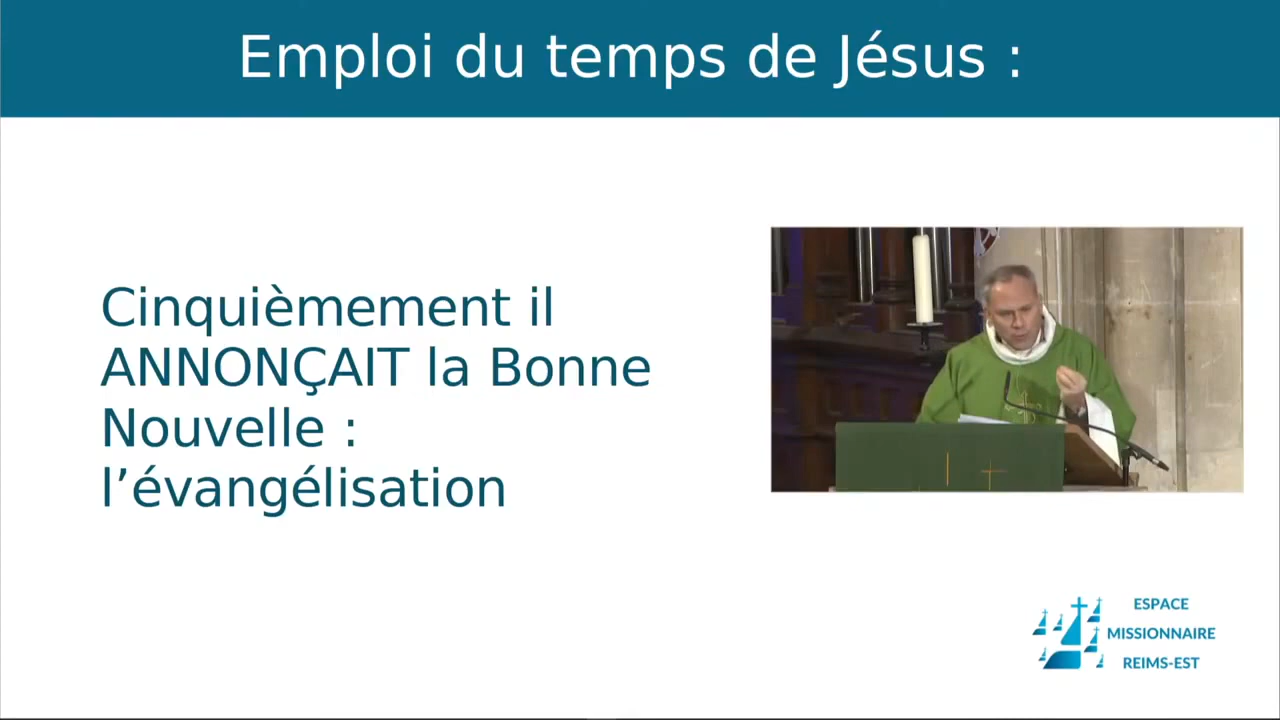 Emploi du temps de Jésus :
Cinquièmement il
ANNONÇAIT la Bonne
Nouvelle :
l’évangélisation
ESPACE
MISSIONNAIRE
REIMS-EST